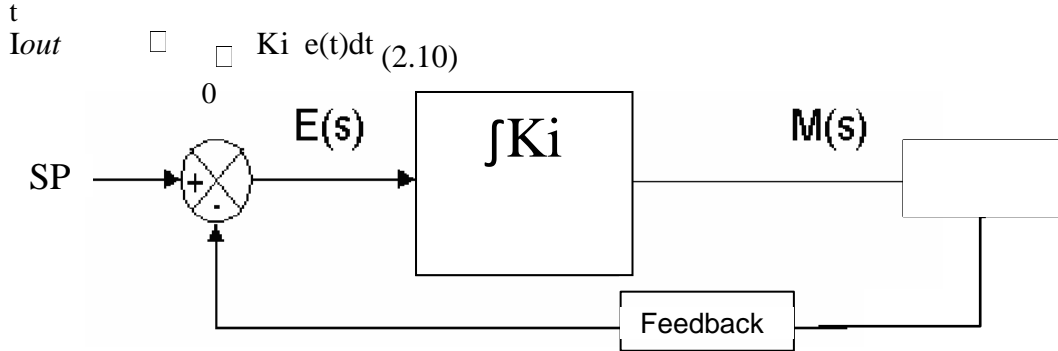 t
Iout □ □ Ki e(t)dt (2.10)
0
E(s) ∫Ki M(s)
SP
+
-
Feedback